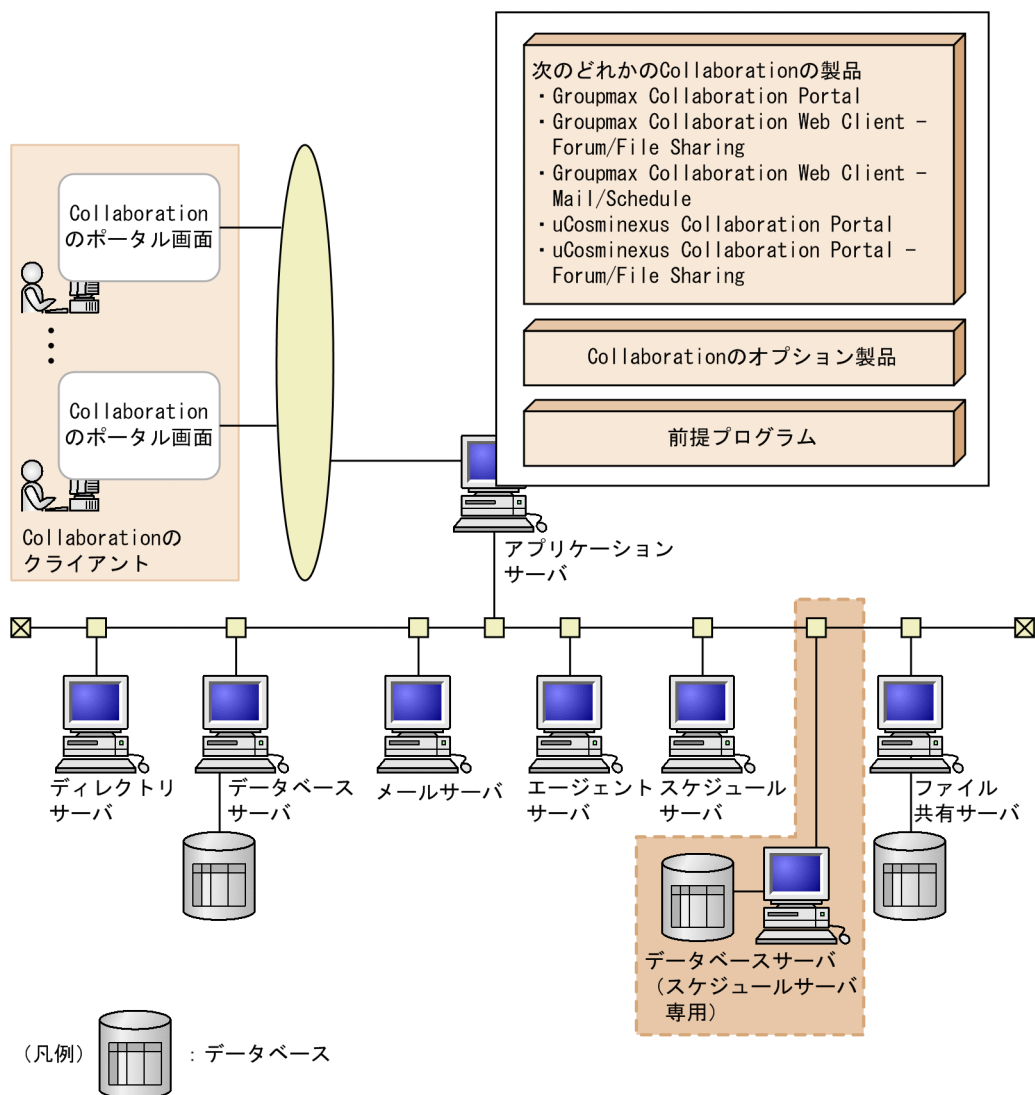 次のどれかのCollaborationの製品
・Groupmax Collaboration Portal
・Groupmax Collaboration Web Client −
Forum/File Sharing
・Groupmax Collaboration Web Client −
Mail/Schedule
・uCosminexus Collaboration Portal
・uCosminexus Collaboration Portal −
Forum/File Sharing
Collaborationのオプション製品
前提プログラム
Collaboration
のポータル画面
Collaboration
のポータル画面
Collaborationの
クライアント
アプリケーション
サーバ
ディレクトリ
サーバ
データベース
サーバ
メールサーバ
エージェント
サーバ
スケジュール
サーバ
ファイル
共有サーバ
データベースサーバ
（スケジュールサーバ
専用）
（凡例）
：データベース